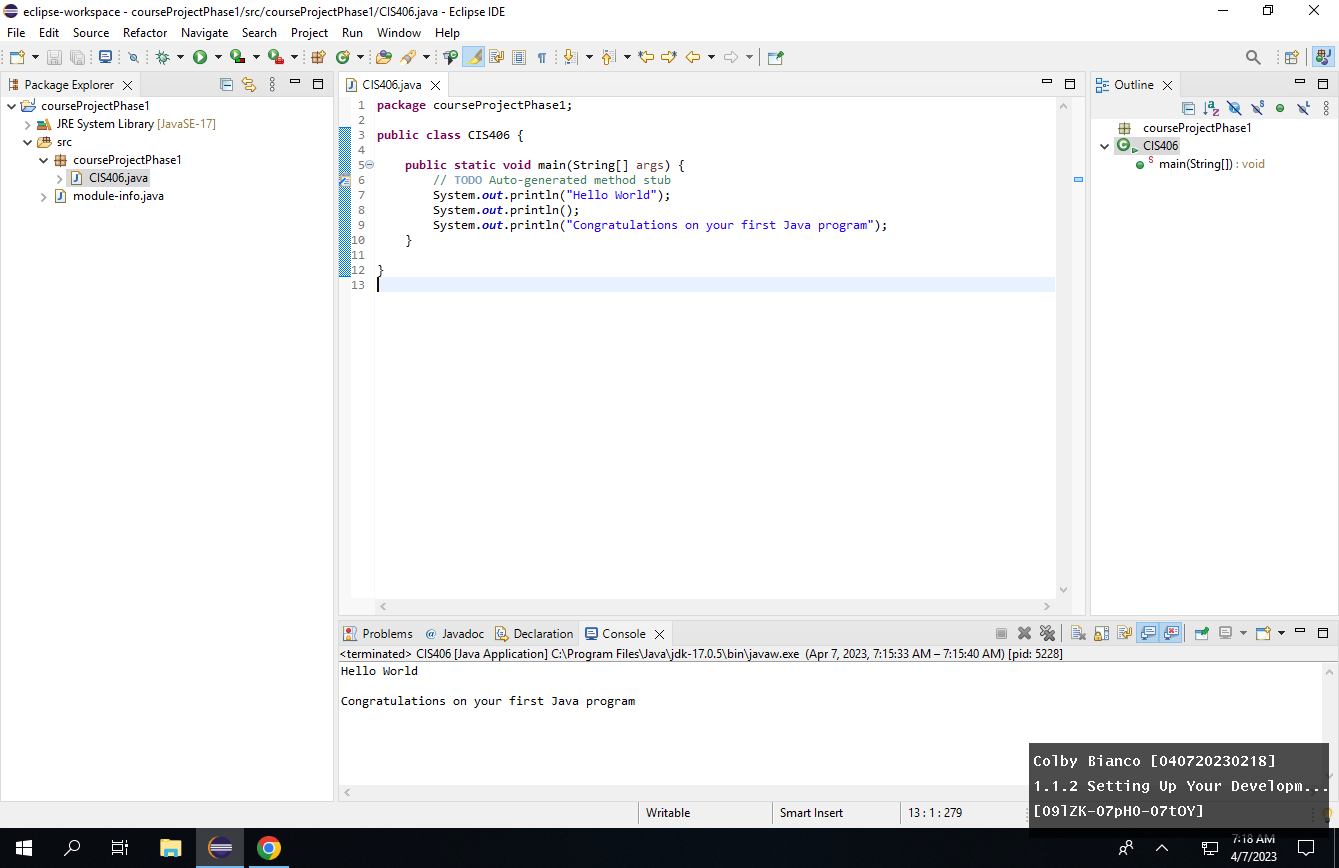 eclipse-workspace - courseProjectPhase1/src/courseProjectPhase1/CIS406.java - Eclipse IDE
File Edit Source Refactor Navigate Search Project Run Window Help
Package Explorer
courseProjectPhase1
JRE System Library [JavaSE-17]
src
courseProjectPhase1
CIS406.java
module-info.java
CIS406.java
1 package courseProjectPhase1;
2
3 public class CIS406 {
4
5 public static void main(String[] args) {
6 // TODO Auto-generated method stub
7 System.out.println("Hello World");
8 System.out.println();
9 System.out.println("Congratulations on your first Java program");
10 }
11
12 }
13
Outline
courseProjectPhase1
CIS406
main(String[]) : void
Problems Javadoc Declaration Console
<terminated> CIS406 [Java Application] C:\Program Files\Java\jdk-17.0.5\bin\javaw.exe (Apr 7, 2023, 7:15:33 AM – 7:15:40 AM) [pid: 5228]
Hello World
Congratulations on your first Java program
Colby Bianco [040720230218]
1.1.2 Setting Up Your Developm...
[O9lZK-O7pHO-O7tOY]
Writable Smart Insert 13 : 1 : 279
7:18 AM
4/7/2023